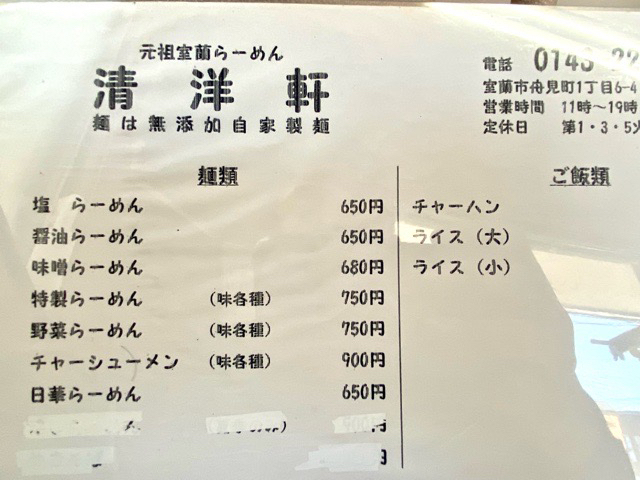 元祖室蘭らーめん
清洋軒
麺は無添加自家製麺
電話 0143
室蘭市舟見町1丁目6-4
営業時間 11時〜19時
定休日 第1・3・5
麺類
塩 らーめん 650円
醤油らーめん 650円
味噌らーめん 680円
特製らーめん (味各種) 750円
野菜らーめん (味各種) 750円
チャーシューメン (味各種) 900円
日華らーめん 650円
ご飯類
チャーハン
ライス(大)
ライス(小)